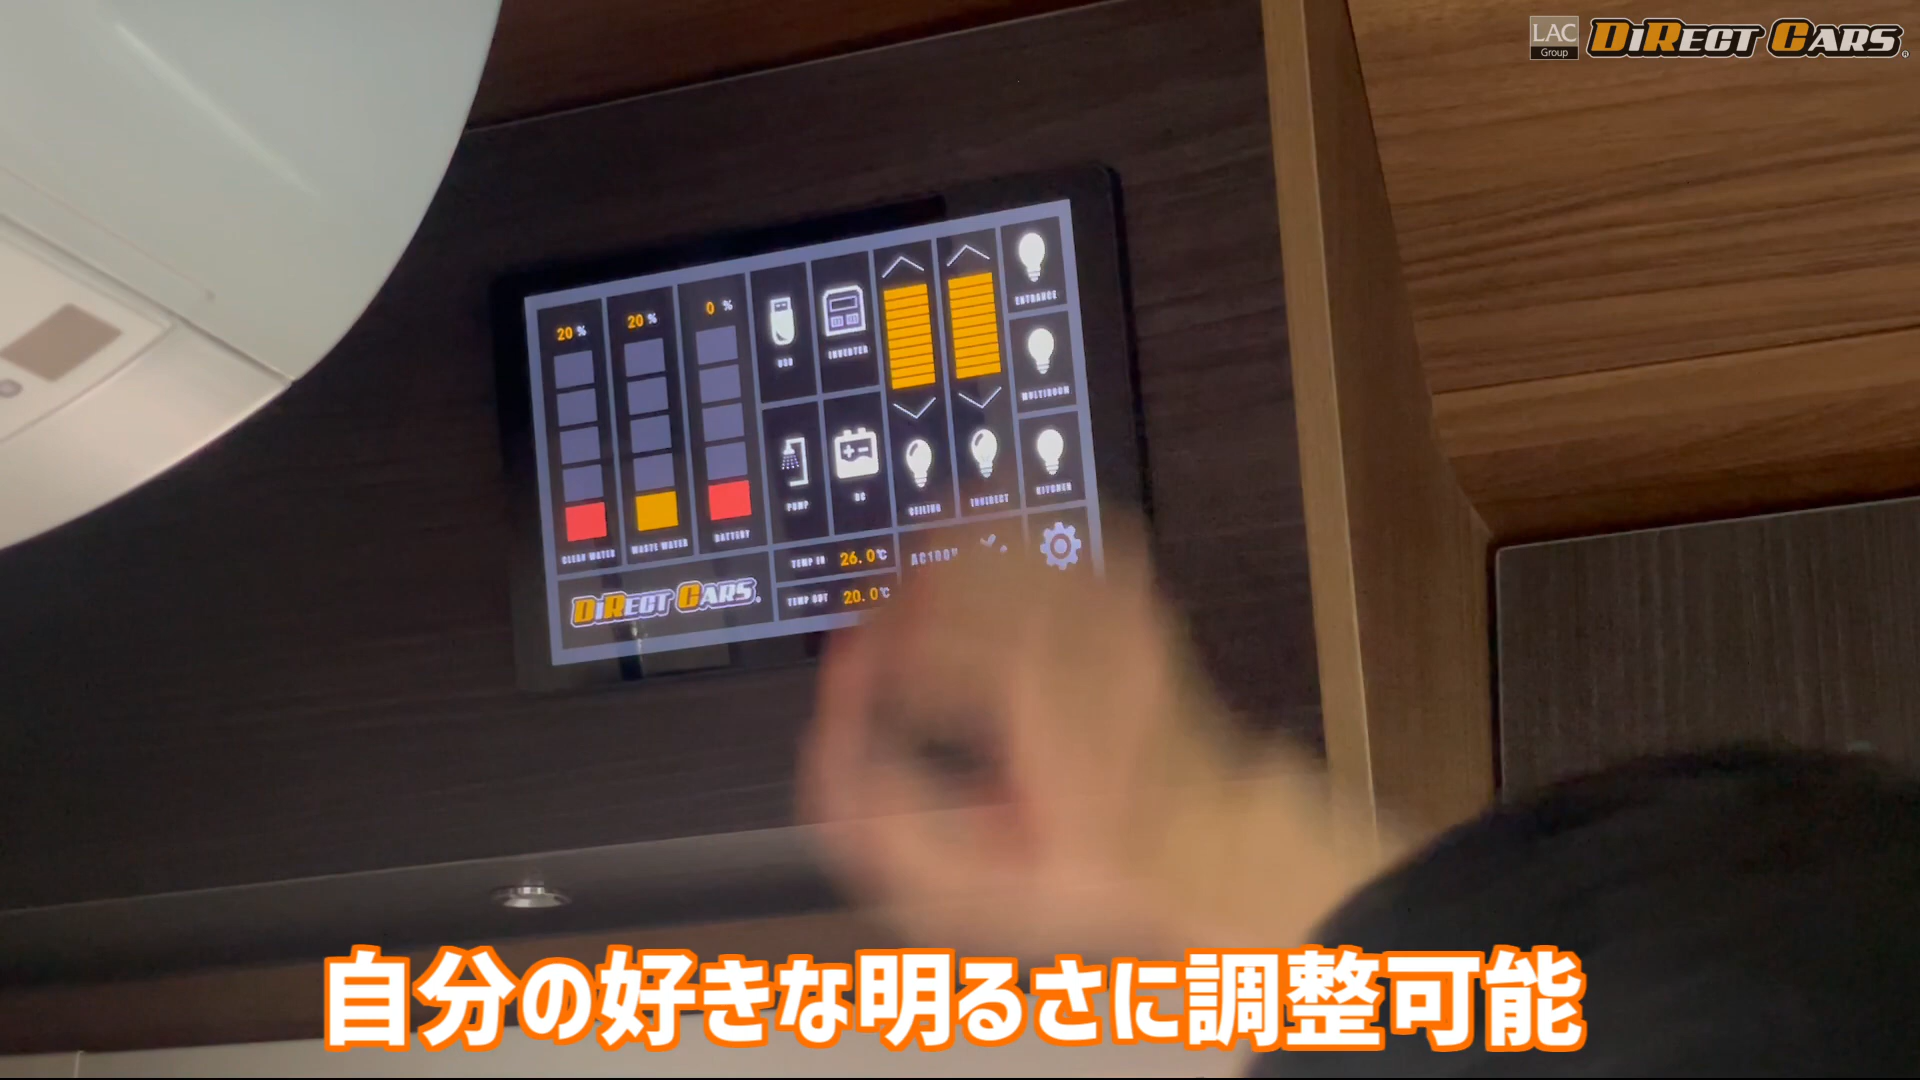 LAC
Group
DiRECT CARS
20 %
20 %
0 %
USB
INVERTER
ENTRANCE
MULTIROOM
CLEAN WATER
WASTE WATER
BATTERY
PUMP
DC
CEILING
INDIRECT
KITCHEN
TEMP IN 26.0℃
AC100V
DiRECT CARS
TEMP OUT 20.0℃
自分の好きな明るさに調整可能